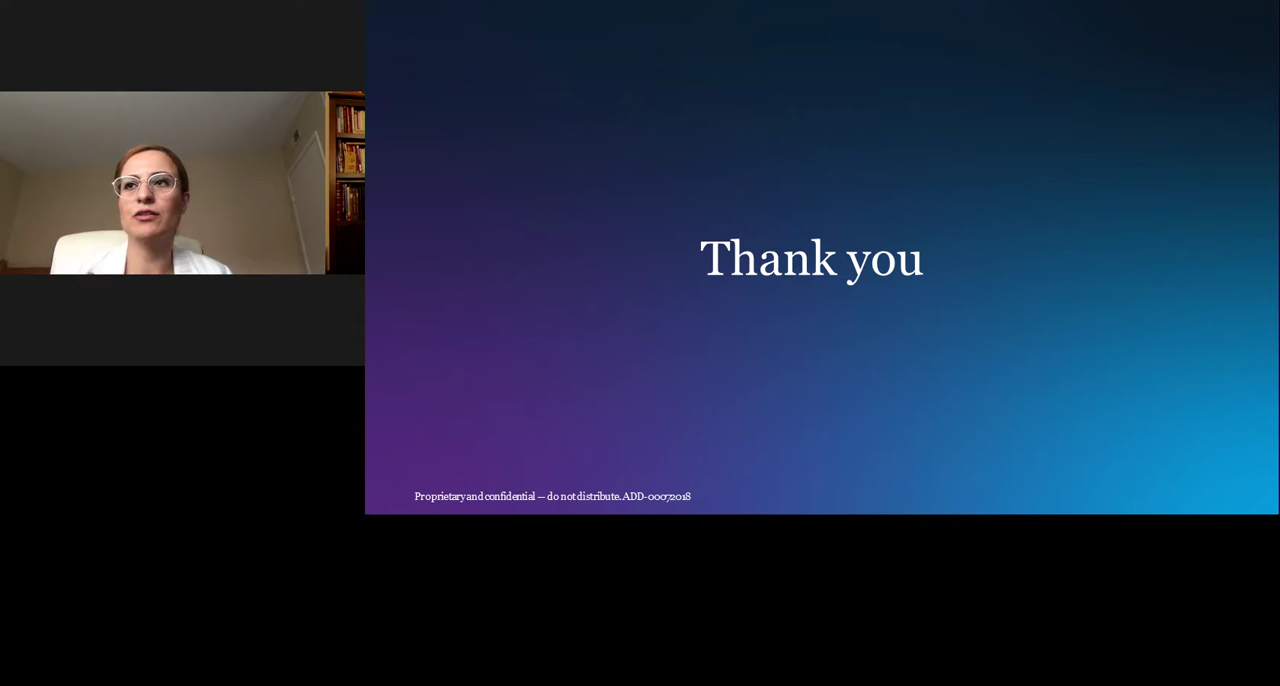 Thank you
Proprietary and confidential — do not distribute. ADD-00072018